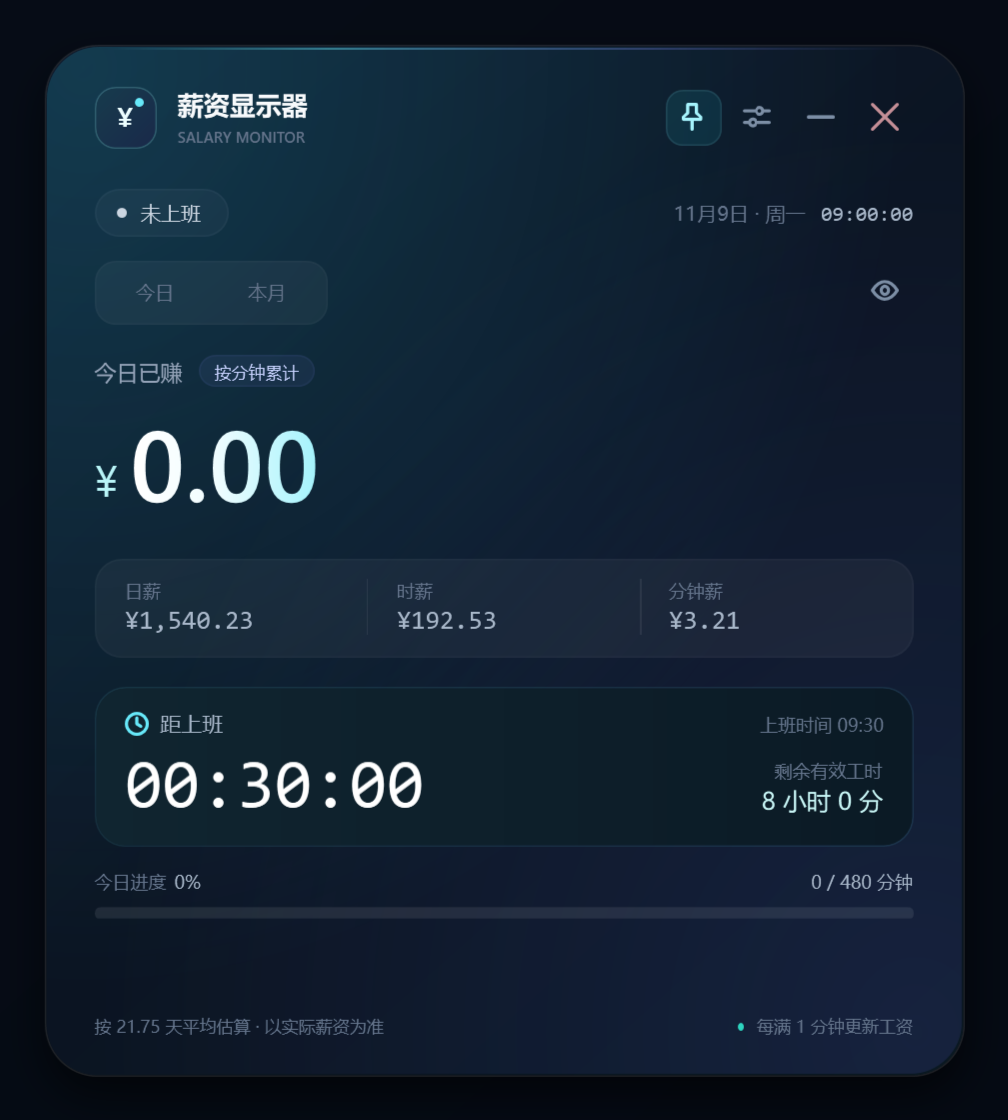 ¥
薪资显示器
SALARY MONITOR
未上班
11月9日 · 周一 09:00:00
今日 本月
今日已赚 按分钟累计
¥ 0.00
日薪 时薪 分钟薪
¥1,540.23 ¥192.53 ¥3.21
距上班 上班时间 09:30
00:30:00
剩余有效工时
8 小时 0 分
今日进度 0% 0 / 480 分钟
按 21.75 天平均估算 · 以实际薪资为准 每满 1 分钟更新工资